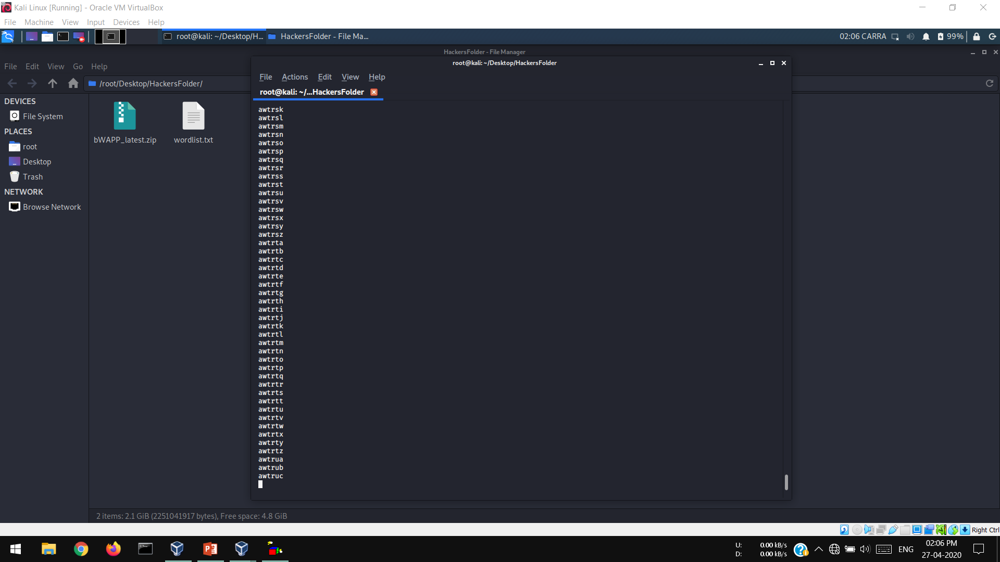 Kali Linux [Running] - Oracle VM VirtualBox
File Machine View Input Devices Help
root@kali: ~/Desktop/H...
HackersFolder - File Ma...
02:06 CARRA
99%
HackersFolder - File Manager
File Edit View Go Help
/root/Desktop/HackersFolder/
DEVICES
File System
PLACES
root
Desktop
Trash
NETWORK
Browse Network
bWAPP_latest.zip
wordlist.txt
2 items: 2.1 GiB (2251041917 bytes), Free space: 4.8 GiB
root@kali: ~/Desktop/HackersFolder
File Actions Edit View Help
root@kali: ~/...HackersFolder
awtrsk
awtrsl
awtrsm
awtrsn
awtrso
awtrsp
awtrsq
awtrsr
awtrss
awtrst
awtrsu
awtrsv
awtrsw
awtrsx
awtrsy
awtrsz
awtrta
awtrtb
awtrtc
awtrtd
awtrte
awtrtf
awtrtg
awtrth
awtrti
awtrtj
awtrtk
awtrtl
awtrtm
awtrtn
awtrto
awtrtp
awtrtq
awtrtr
awtrts
awtrtt
awtrtu
awtrtv
awtrtw
awtrtx
awtrty
awtrtz
awtrua
awtrub
awtruc
Right Ctrl
U: 0.00 kB/s
D: 0.00 kB/s
ENG
02:06 PM
27-04-2020